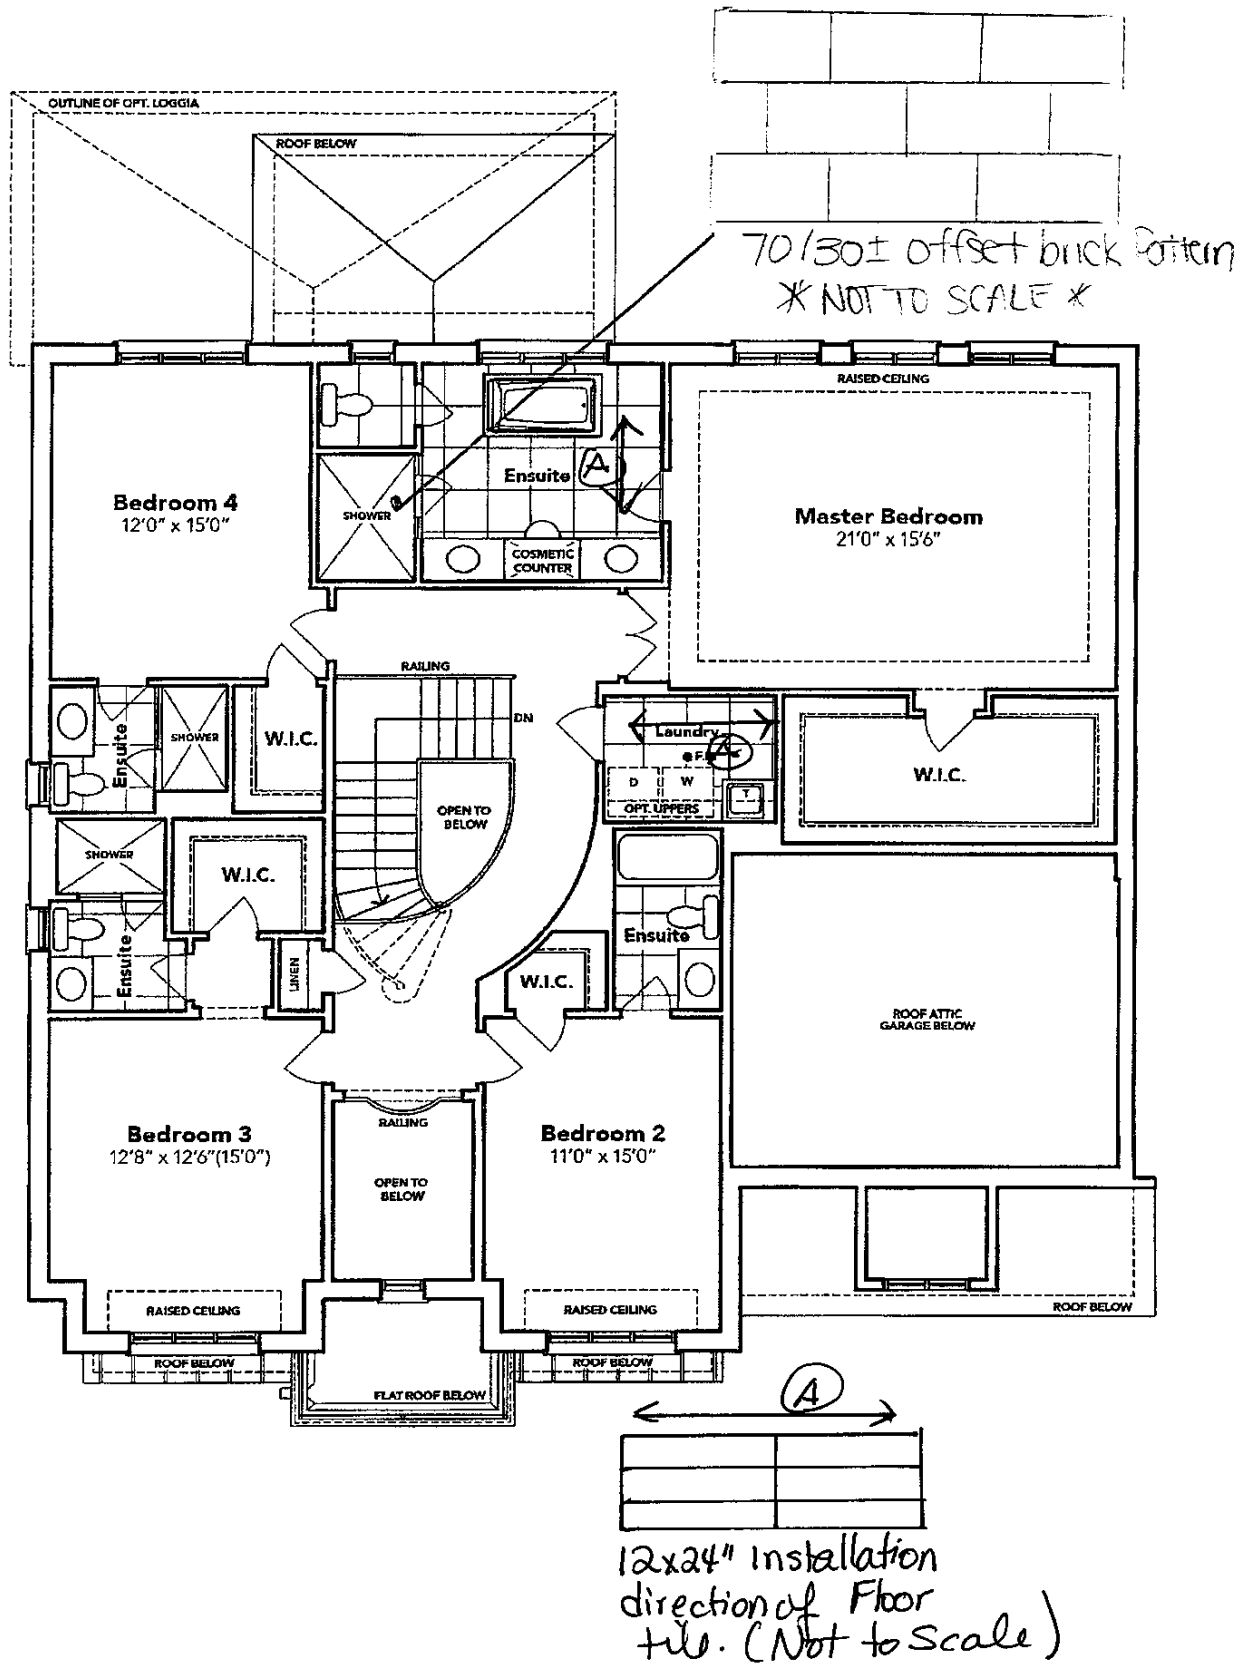 OUTLINE OF OPT. LOGGIA
ROOF BELOW
70/30± offset brick Pattern
* NOT TO SCALE *
RAISED CEILING
Bedroom 4
12'0" x 15'0"
SHOWER
Ensuite
A
COSMETIC
COUNTER
Master Bedroom
21'0" x 15'6"
RAILING
DN
W.I.C.
SHOWER
Ensuite
OPEN TO
BELOW
Laundry
A
F.D.
D
W
T
OPT. UPPERS
W.I.C.
SHOWER
W.I.C.
Ensuite
LINEN
W.I.C.
Ensuite
ROOF ATTIC
GARAGE BELOW
Bedroom 3
12'8" x 12'6"(15'0")
RAILING
OPEN TO
BELOW
Bedroom 2
11'0" x 15'0"
RAISED CEILING
RAISED CEILING
ROOF BELOW
ROOF BELOW
ROOF BELOW
FLAT ROOF BELOW
A
12x24" Installation
direction of Floor
tile. (Not to Scale)